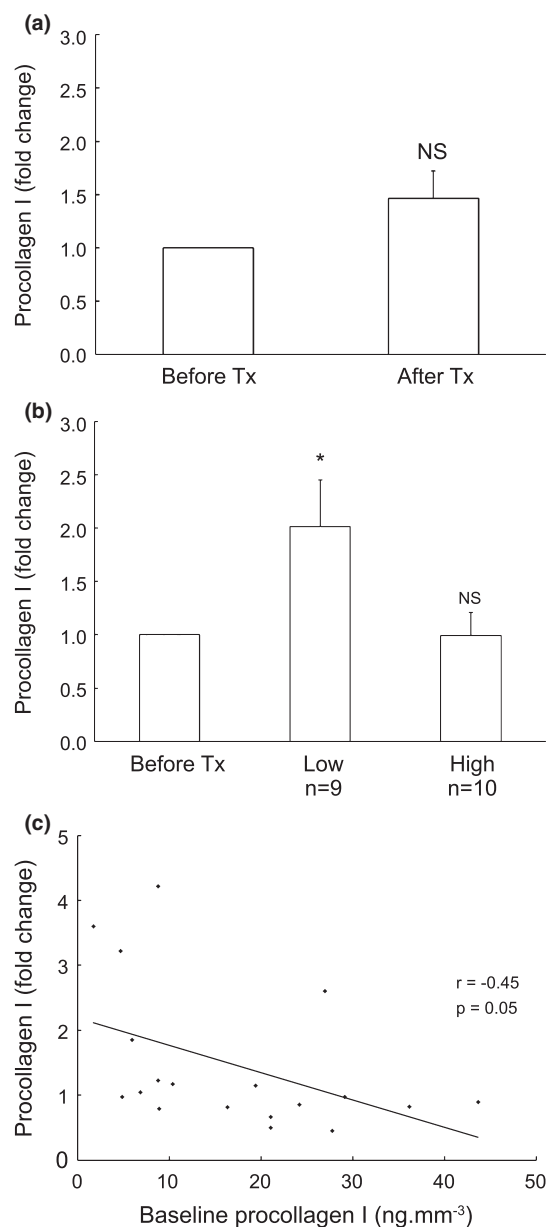 (a)
3.0
2.5
2.0
1.5
1.0
0.5
0.0
Procollagen I (fold change)
NS
Before Tx
After Tx
(b)
3.0
2.5
2.0
1.5
1.0
0.5
0.0
Procollagen I (fold change)
*
NS
Before Tx
Low
n=9
High
n=10
(c)
5
4
3
2
1
0
Procollagen I (fold change)
r = -0.45
p = 0.05
0
10
20
30
40
50
Baseline procollagen I (ng.mm⁻³)